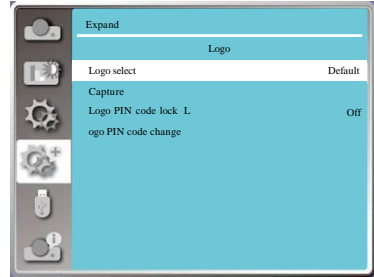 Expand
Logo
Logo select Default
Capture
Logo PIN code lock L Off
ogo PIN code change